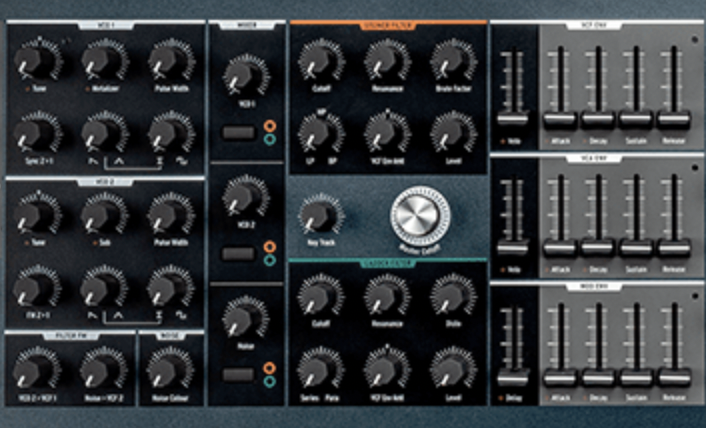 VCO 1
Tune Metalizer Pulse Width
Sync 2>1
VCO 2
Tune Sub Pulse Width
FM 2>1
FILTER FM
VCO 2>VCF 1 Noise>VCF 2
NOISE
Noise Colour
MIXER
VCO 1
VCO 2
Noise
STEINER FILTER
Cutoff Resonance Brute Factor
HP
LP BP VCF Env Amt Level
Key Track Master Cutoff
LADDER FILTER
Cutoff Resonance Drive
Series Para VCF Env Amt Level
VCF ENV
Velo Attack Decay Sustain Release
VCA ENV
Velo Attack Decay Sustain Release
MOD ENV
Delay Attack Decay Sustain Release